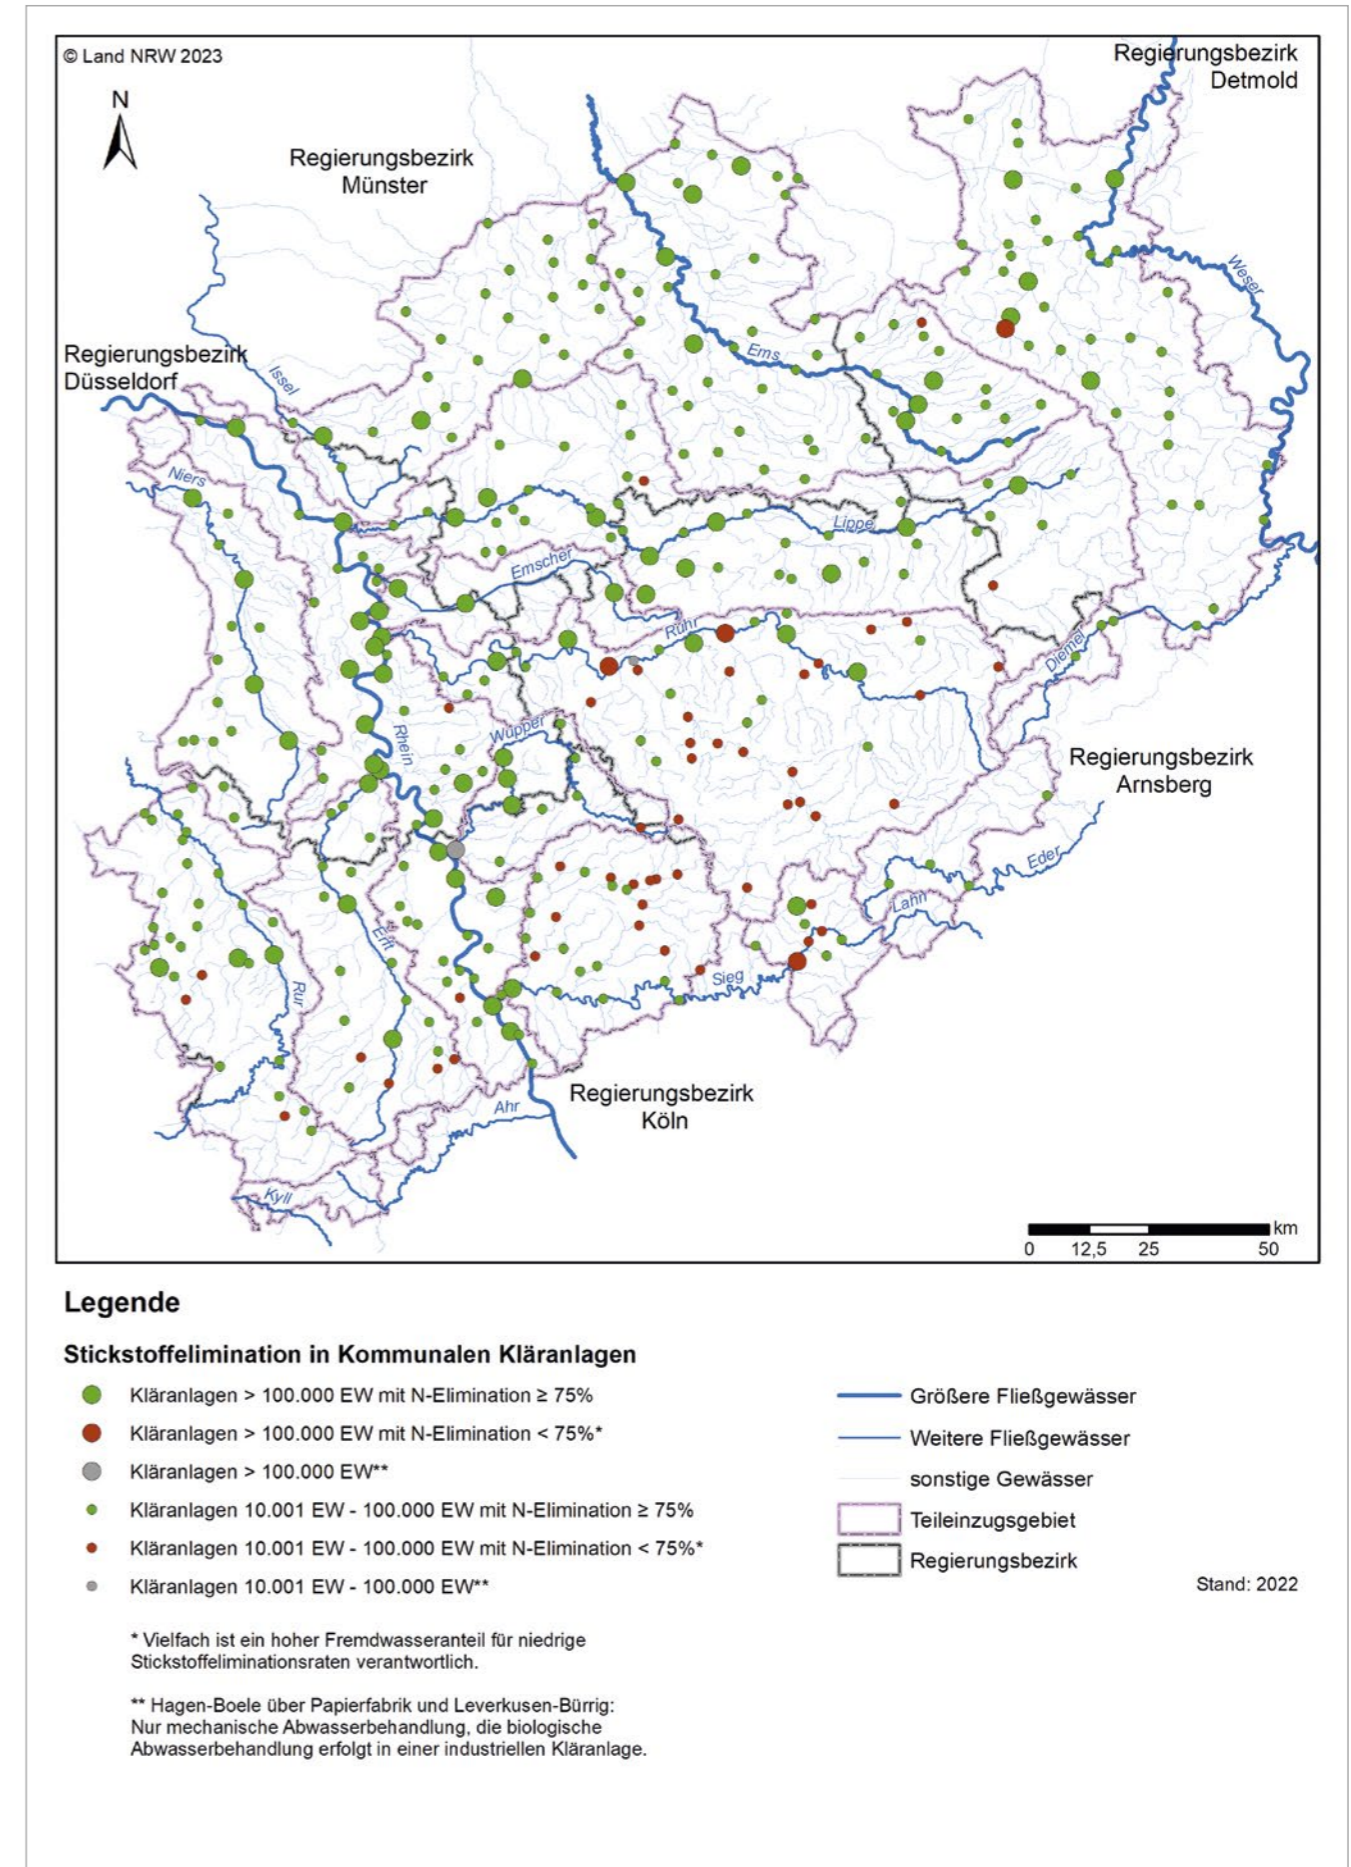 © Land NRW 2023
Regierungsbezirk
Detmold
N
Regierungsbezirk
Münster
Weser
Regierungsbezirk
Düsseldorf
Issel
Ems
Niers
Lippe
Emscher
Ruhr
Diemel
Rhein
Wupper
Regierungsbezirk
Arnsberg
Eder
Lahn
Erft
Sieg
Rur
Regierungsbezirk
Köln
Ahr
Kyll
km
0 12,5 25 50
Legende
Stickstoffelimination in Kommunalen Kläranlagen
Kläranlagen > 100.000 EW mit N-Elimination ≥ 75%
Kläranlagen > 100.000 EW mit N-Elimination < 75%*
Kläranlagen > 100.000 EW**
Kläranlagen 10.001 EW - 100.000 EW mit N-Elimination ≥ 75%
Kläranlagen 10.001 EW - 100.000 EW mit N-Elimination < 75%*
Kläranlagen 10.001 EW - 100.000 EW**
Größere Fließgewässer
Weitere Fließgewässer
sonstige Gewässer
Teileinzugsgebiet
Regierungsbezirk
Stand: 2022
* Vielfach ist ein hoher Fremdwasseranteil für niedrige
Stickstoffeliminationsraten verantwortlich.
** Hagen-Boele über Papierfabrik und Leverkusen-Bürrig:
Nur mechanische Abwasserbehandlung, die biologische
Abwasserbehandlung erfolgt in einer industriellen Kläranlage.